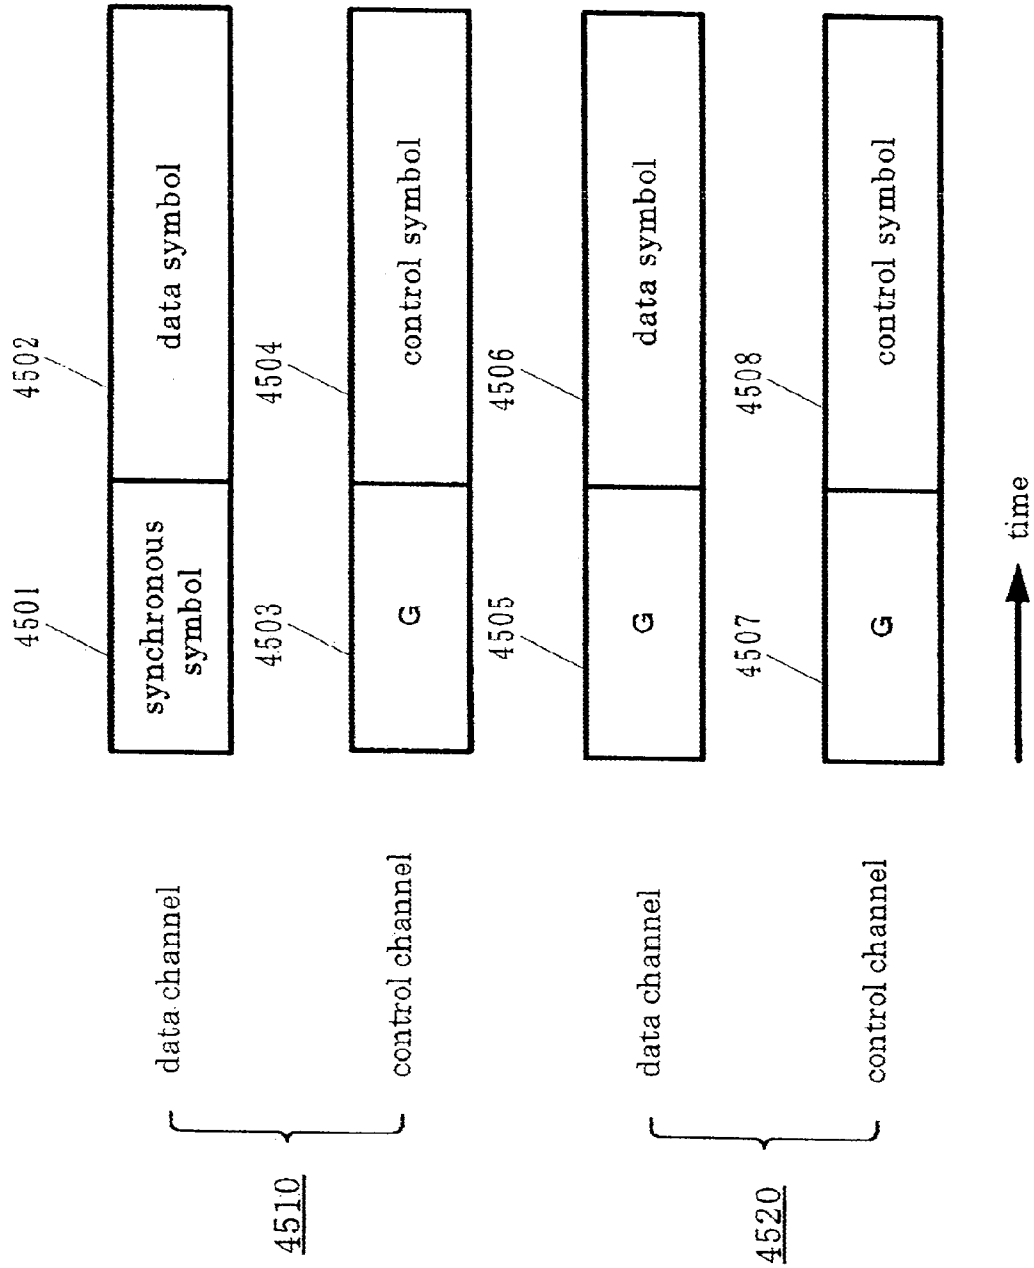 4501
4502
data channel
synchronous
symbol
data symbol
4510
4503
4504
control channel
G
control symbol
4505
4506
data channel
G
data symbol
4520
4507
4508
control channel
G
control symbol
time